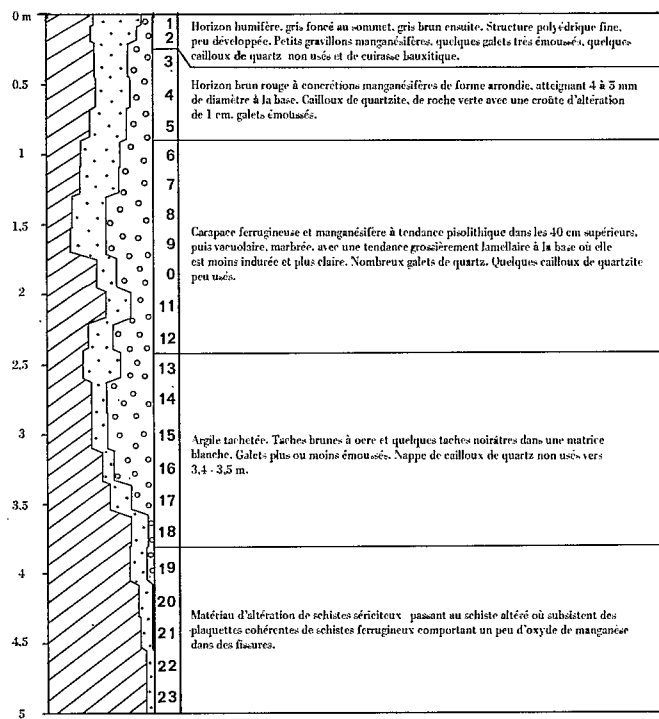 0 m
1
2
3
Horizon humifère, gris foncé au sommet, gris brun ensuite. Structure polyédrique fine,
peu développée. Petits gravillons manganésifères, quelques galets très émoussés, quelques
cailloux de quartz non usés et de cuirasse bauxitique.
0.5
4
5
Horizon brun rouge à concrétions manganésifères de forme arrondie, atteignant 4 à 5 mm
de diamètre à la base. Cailloux de quartzite, de roche verte avec une croûte d'altération
de 1 cm, galets émoussés.
1
6
7
1.5
8
9
0
2
11
12
Carapace ferrugineuse et manganésifère à tendance pisolithique dans les 40 cm supérieurs,
puis vacuolaire, marbrée, avec une tendance grossièrement lamellaire à la base où elle
est moins indurée et plus claire. Nombreux galets de quartz. Quelques cailloux de quartzite
peu usés.
2,5
13
14
3
15
16
3.5
17
18
Argile tachetée. Taches brunes à ocre et quelques taches noirâtres dans une matrice
blanche. Galets plus ou moins émoussés. Nappe de cailloux de quartz non usés vers
3,4 - 3,5 m.
4
19
20
4.5
21
22
23
5
Matériau d'altération de schistes sériciteux passant au schiste altéré où subsistent des
plaquettes cohérentes de schistes ferrugineux comportant un peu d'oxyde de manganèse
dans des fissures.